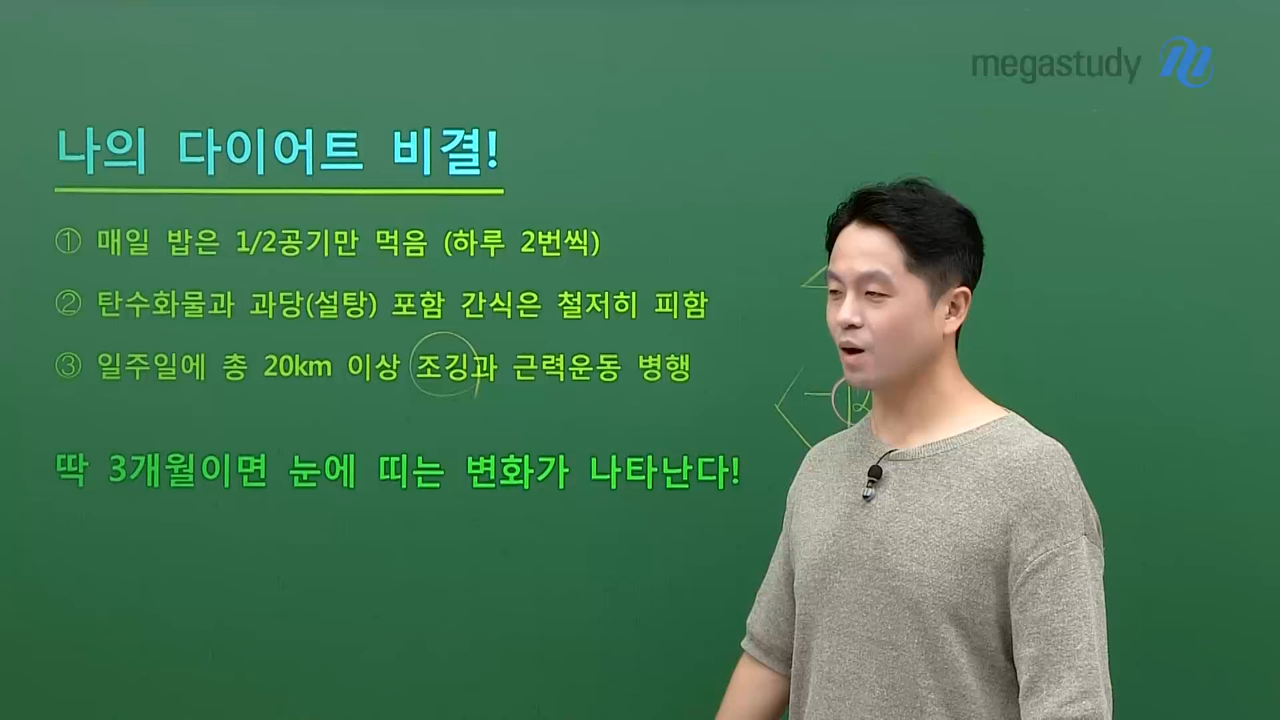 megastudy
나의 다이어트 비결!
① 매일 밥은 1/2공기만 먹음 (하루 2번씩)
② 탄수화물과 과당(설탕) 포함 간식은 철저히 피함
③ 일주일에 총 20km 이상 조깅과 근력운동 병행
딱 3개월이면 눈에 띠는 변화가 나타난다!